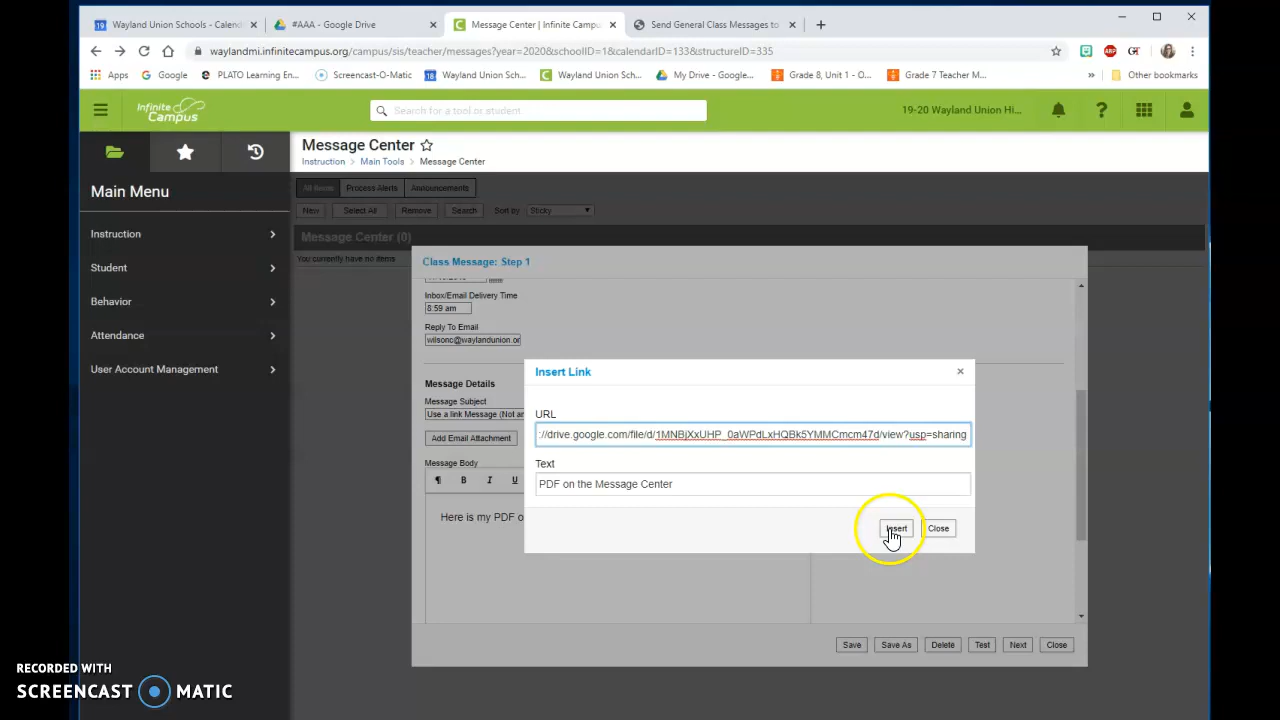 Wayland Union Schools - Calend
#AAA - Google Drive
Message Center | Infinite Campu
Send General Class Messages to
waylandmi.infinitecampus.org/campus/sis/teacher/messages?year=2020&schoolID=1&calendarID=133&structureID=335
Apps
Google
PLATO Learning En...
Screencast-O-Matic
Wayland Union Sch...
Wayland Union Sch...
My Drive - Google...
Grade 8, Unit 1 - O...
Grade 7 Teacher M...
»
Other bookmarks
Infinite Campus
Search for a tool or student
19-20 Wayland Union Hi...
Message Center
Instruction > Main Tools > Message Center
Main Menu
Instruction
Student
Behavior
Attendance
User Account Management
All Items
Process Alerts
Announcements
New
Select All
Remove
Search
Sort by
Sticky
Message Center (0)
You currently have no items
Class Message: Step 1
Inbox/Email Delivery Time
8:59 am
Reply To Email
wilsonc@waylandunion.or
Message Details
Message Subject
Use a link Message (Not an
Add Email Attachment
Message Body
¶ B I U
Here is my PDF o
Insert Link
×
URL
://drive.google.com/file/d/1MNBjXxUHP_0aWPdLxHQBk5YMMCmcm47d/view?usp=sharing
Text
PDF on the Message Center
Insert
Close
Save
Save As
Delete
Test
Next
Close
RECORDED WITH
SCREENCAST MATIC